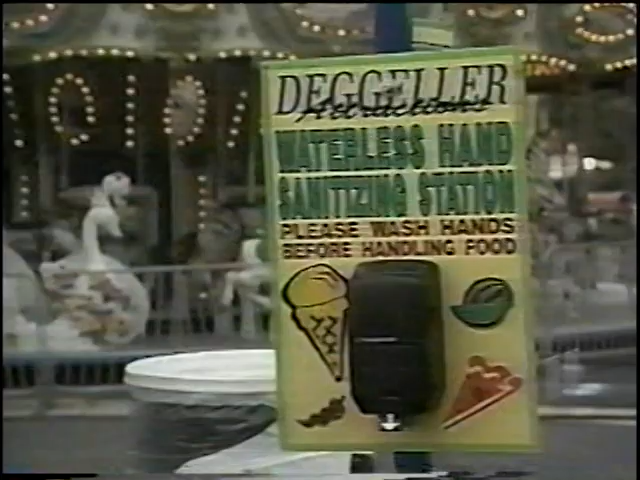 DEGGELLER
Attractions
WATERLESS HAND
SANITIZING STATION
PLEASE WASH HANDS
BEFORE HANDLING FOOD